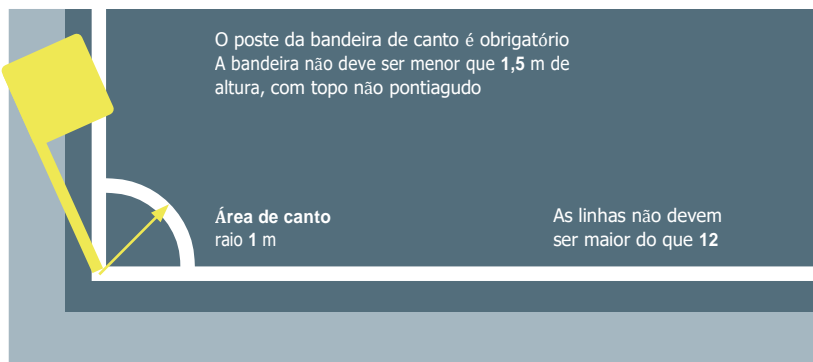 O poste da bandeira de canto é obrigatório
A bandeira não deve ser menor que 1,5 m de
altura, com topo não pontiagudo
Área de canto
raio 1 m
As linhas não devem
ser maior do que 12